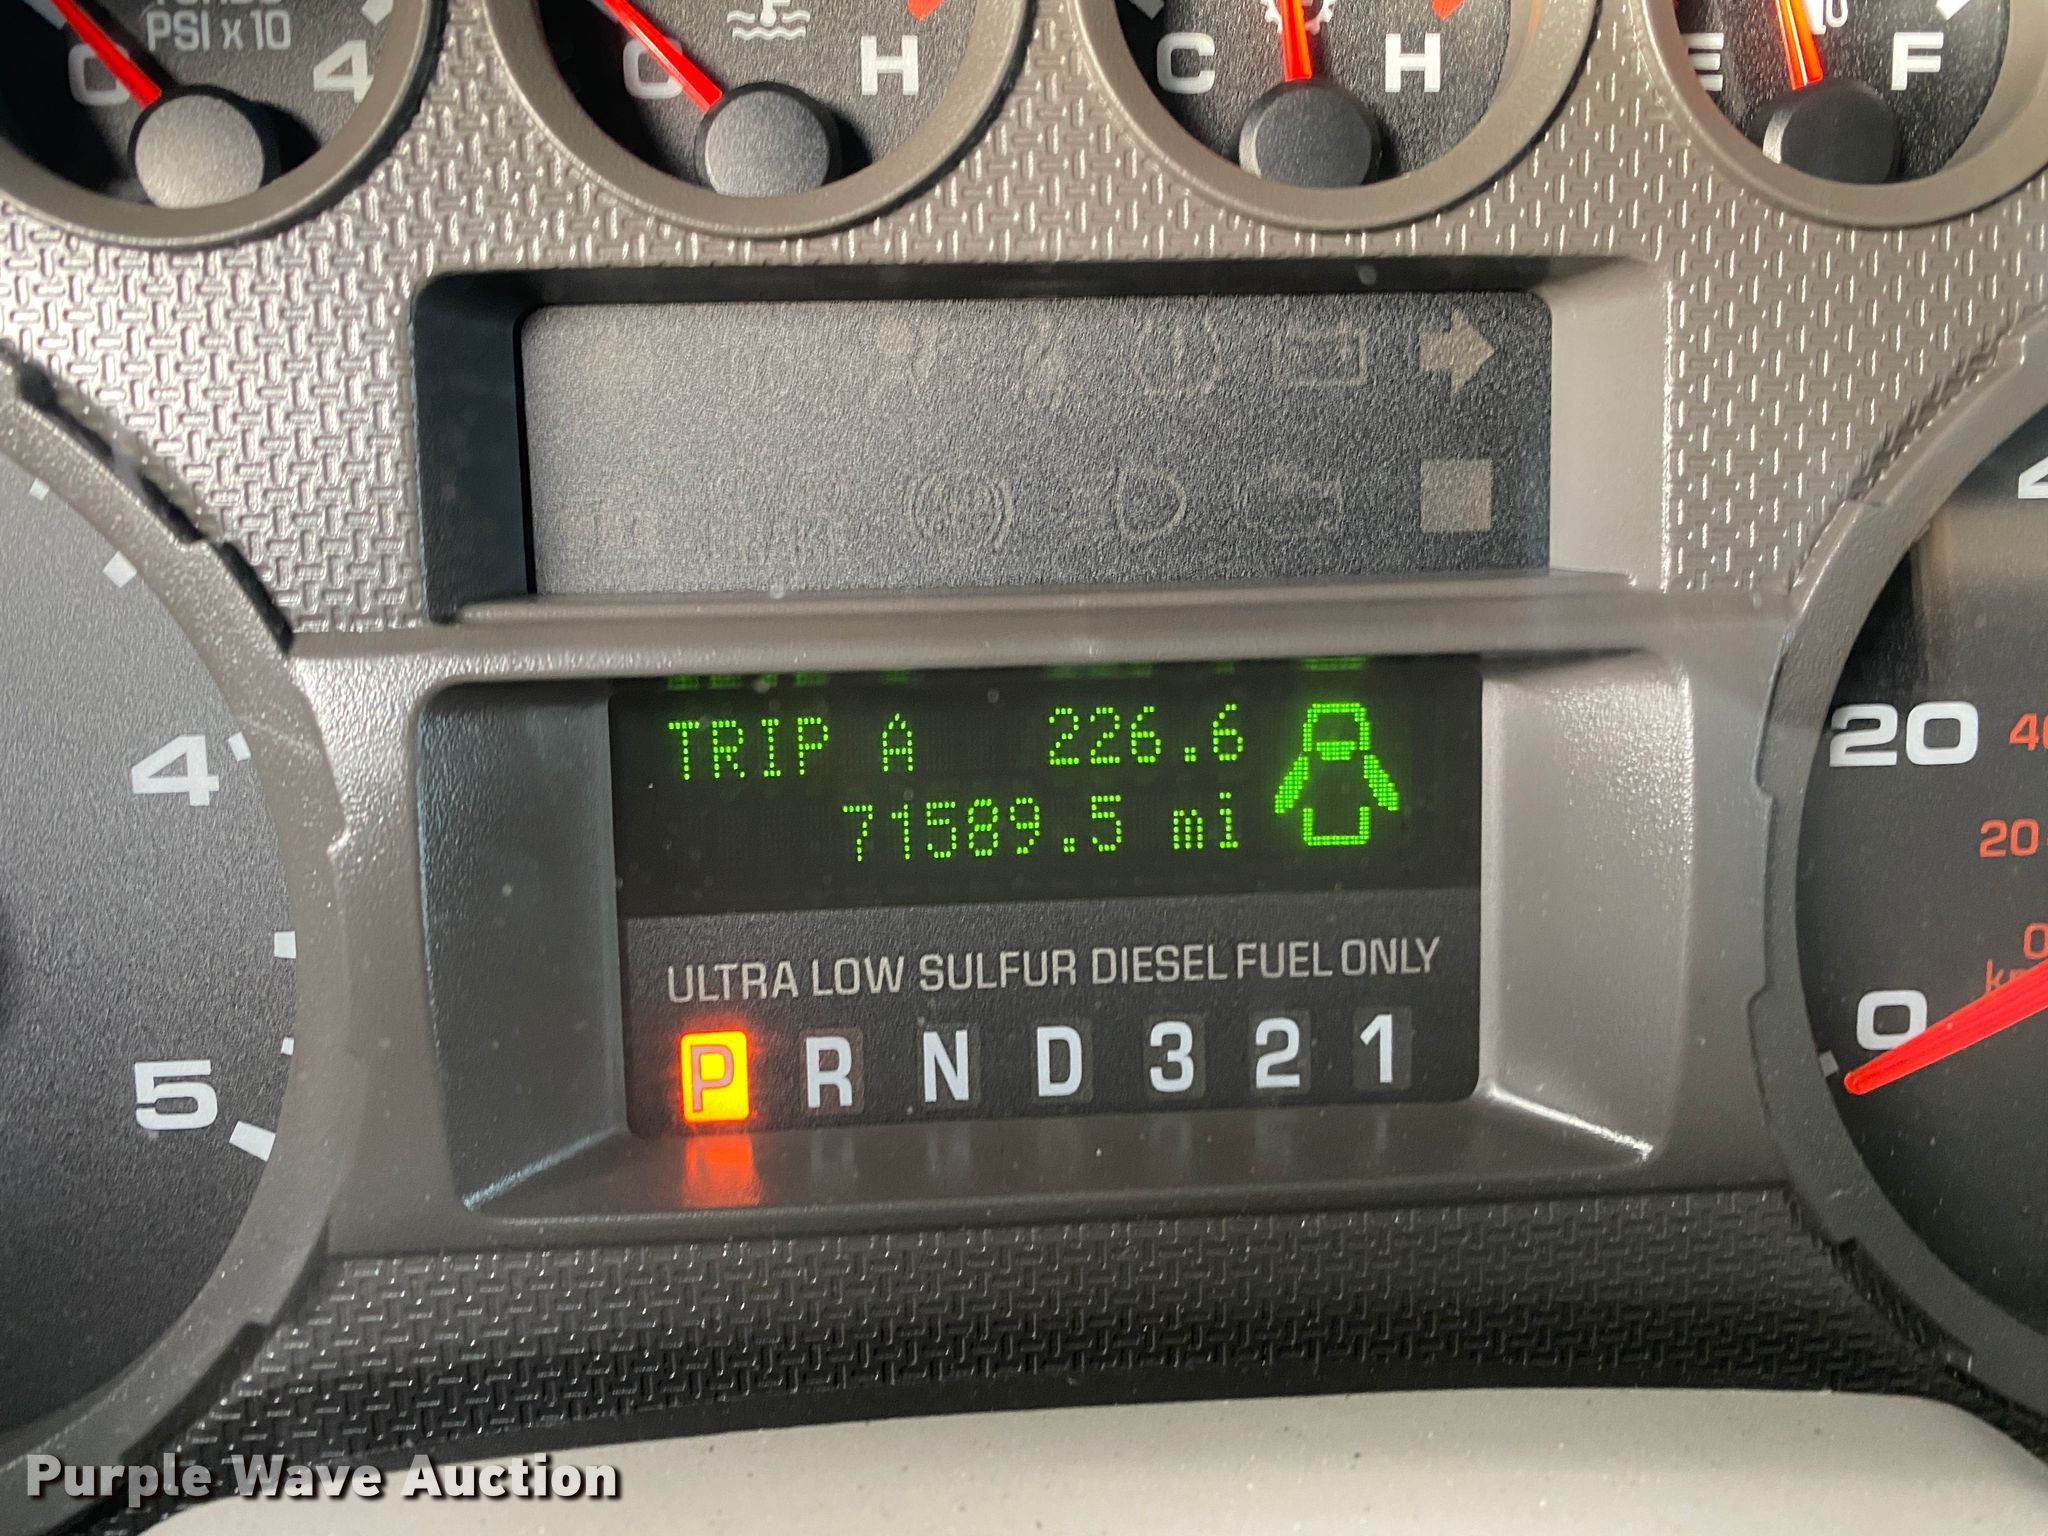 PSI x 10
C 4
C H
C H
E F
TRIP A 226.6
71589.5 mi
ULTRA LOW SULFUR DIESEL FUEL ONLY
P R N D 3 2 1
4
5
20
20
0
Purple Wave Auction